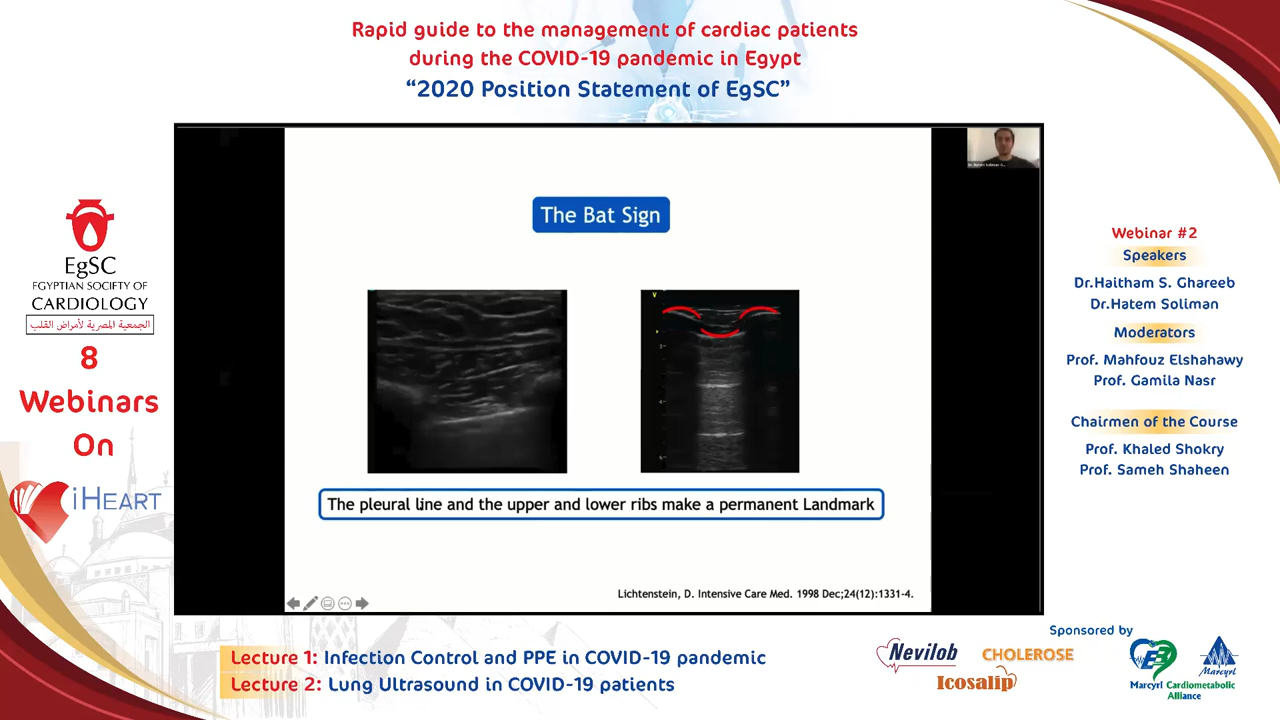 Rapid guide to the management of cardiac patients
during the COVID-19 pandemic in Egypt
“2020 Position Statement of EgSC”
EgSC
EGYPTIAN SOCIFTY OF
CARDIOLOGY
الجمعية المصرية لأمراض القلب
8
Webinars
On
iHEART
The Bat Sign
The pleural line and the upper and lower ribs make a permanent Landmark
Lichtenstein, D. Intensive Care Med. 1998 Dec;24(12):1331-4.
Webinar #2
Speakers
Dr.Haitham S. Ghareeb
Dr.Hatem Soliman
Moderators
Prof. Mahfouz Elshahawy
Prof. Gamila Nasr
Chairmen of the Course
Prof. Khaled Shokry
Prof. Sameh Shaheen
Lecture 1: Infection Control and PPE in COVID-19 pandemic
Lecture 2: Lung Ultrasound in COVID-19 patients
Sponsored by
Nevilob
CHOLEROSE
Icosalip
Marcyrl Cardiometabolic
Alliance
Marcyrl